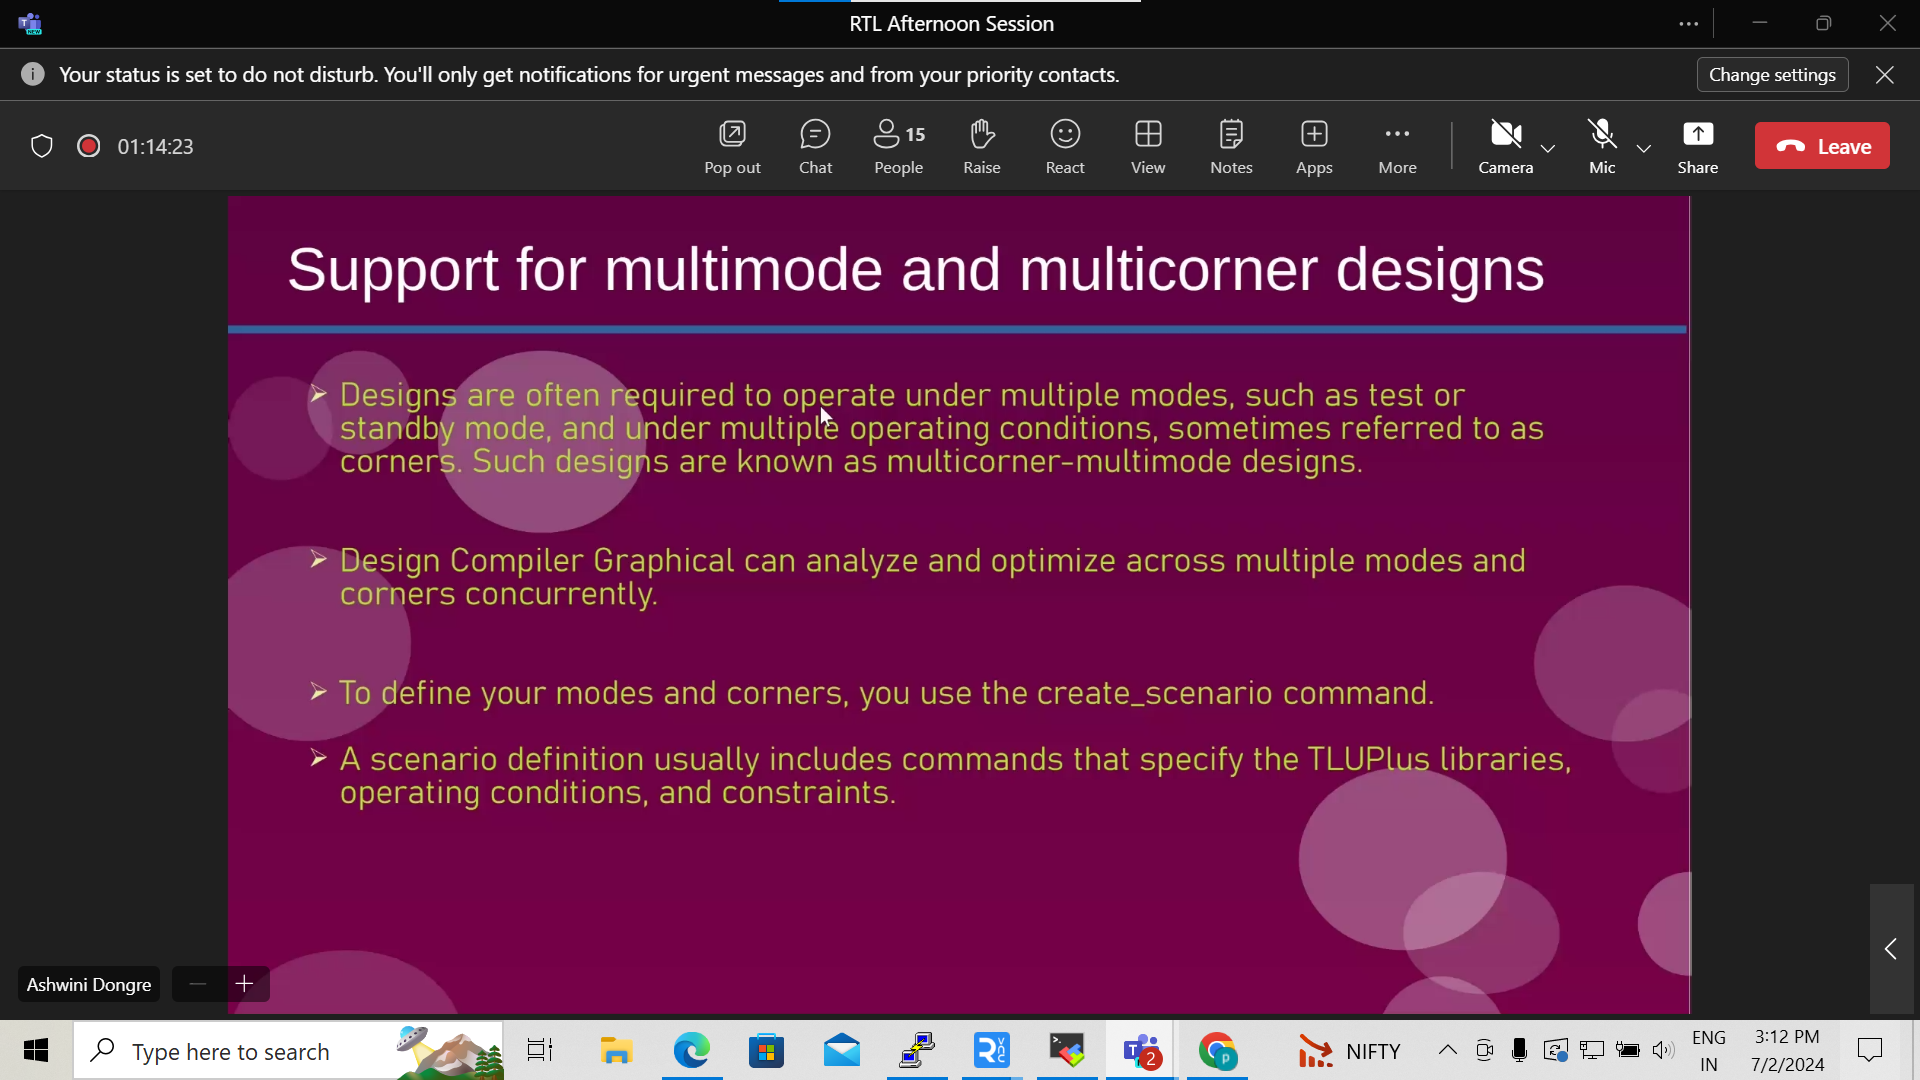 RTL Afternoon Session
Your status is set to do not disturb. You'll only get notifications for urgent messages and from your priority contacts.
Change settings
01:14:23
Pop out
Chat
15
People
Raise
React
View
Notes
Apps
More
Camera
Mic
Share
Leave
Support for multimode and multicorner designs
Designs are often required to operate under multiple modes, such as test or
standby mode, and under multiple operating conditions, sometimes referred to as
corners. Such designs are known as multicorner-multimode designs.
Design Compiler Graphical can analyze and optimize across multiple modes and
corners concurrently.
To define your modes and corners, you use the create_scenario command.
A scenario definition usually includes commands that specify the TLUPlus libraries,
operating conditions, and constraints.
Ashwini Dongre
Type here to search
2
p
NIFTY
ENG
IN
3:12 PM
7/2/2024